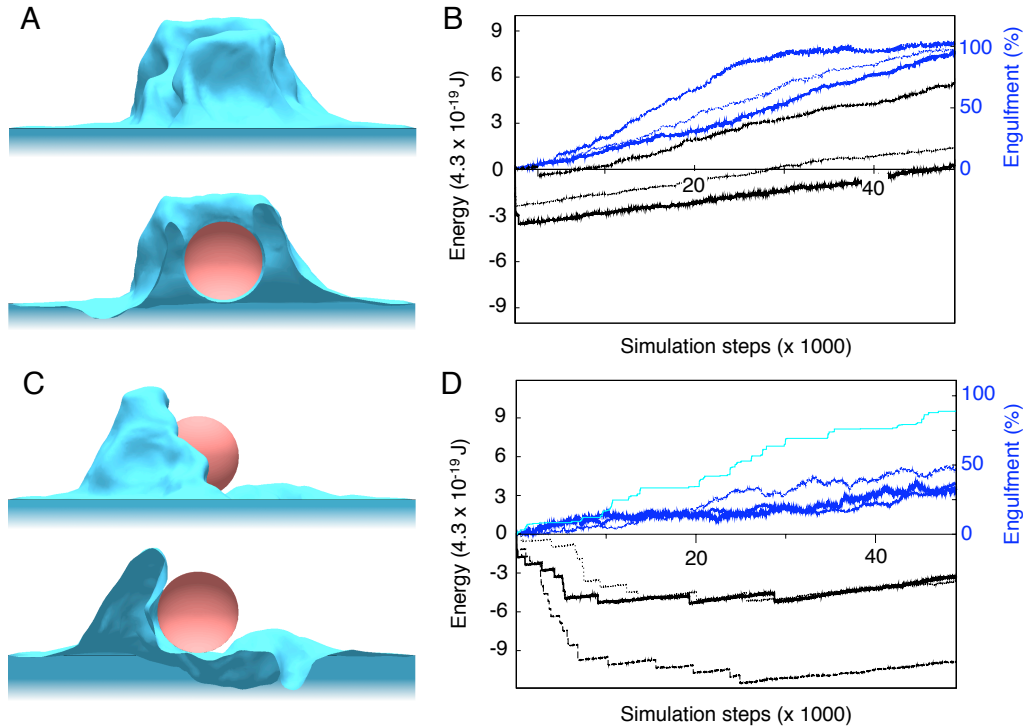 A
B
9
6
3
0
-3
-6
-9
Energy (4.3 x 10⁻¹⁹ J)
20
40
100
50
0
Engulfment (%)
Simulation steps (x 1000)
C
D
9
6
3
0
-3
-6
-9
Energy (4.3 x 10⁻¹⁹ J)
20
40
100
50
0
Engulfment (%)
Simulation steps (x 1000)